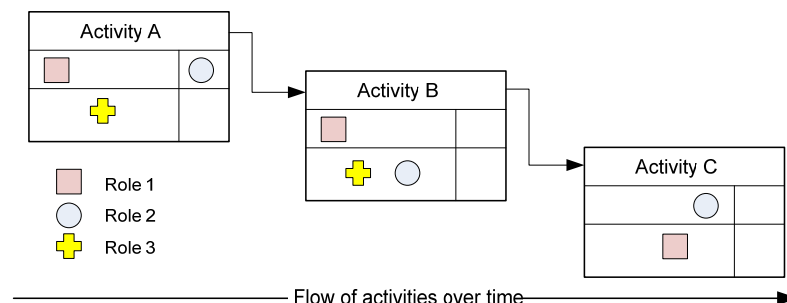 Activity A
Activity B
Activity C
Role 1
Role 2
Role 3
Flow of activities over time